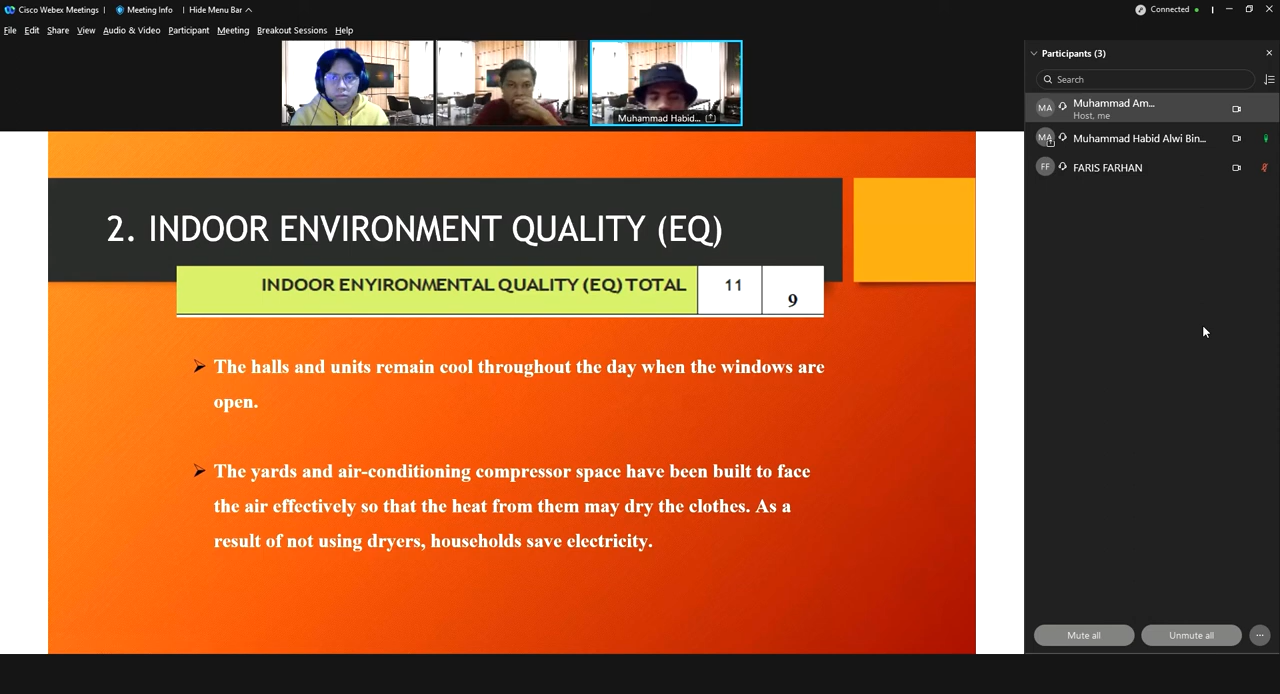 Cisco Webex Meetings
Meeting Info
Hide Menu Bar
Connected
File Edit Share View Audio & Video Participant Meeting Breakout Sessions Help
Muhammad Habid...
2. INDOOR ENVIRONMENT QUALITY (EQ)
INDOOR ENYIRONMENTAL QUALITY (EQ) TOTAL 11 9
➢ The halls and units remain cool throughout the day when the windows are
open.
➢ The yards and air-conditioning compressor space have been built to face
the air effectively so that the heat from them may dry the clothes. As a
result of not using dryers, households save electricity.
Participants (3)
Search
MA Muhammad Am...
Host, me
MA Muhammad Habid Alwi Bin...
FF FARIS FARHAN
Mute all
Unmute all